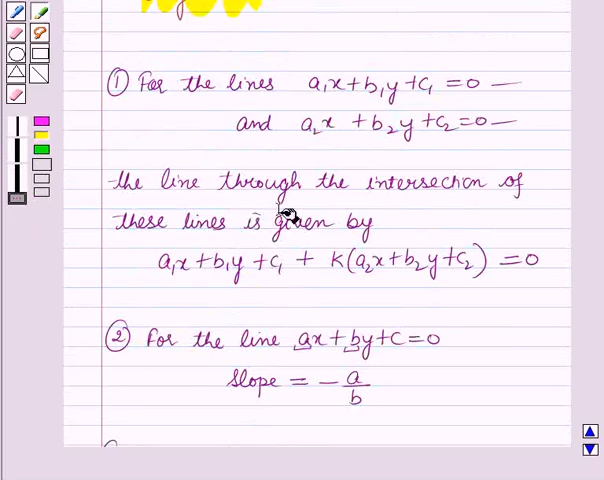 ① For the lines a₁x+b₁y+c₁=0 —
and a₂x+b₂y+c₂=0 —
the line through the intersection of
these lines is given by
a₁x+b₁y+c₁ + k(a₂x+b₂y+c₂) = 0
② For the line ax+by+c=0
slope = -a/b